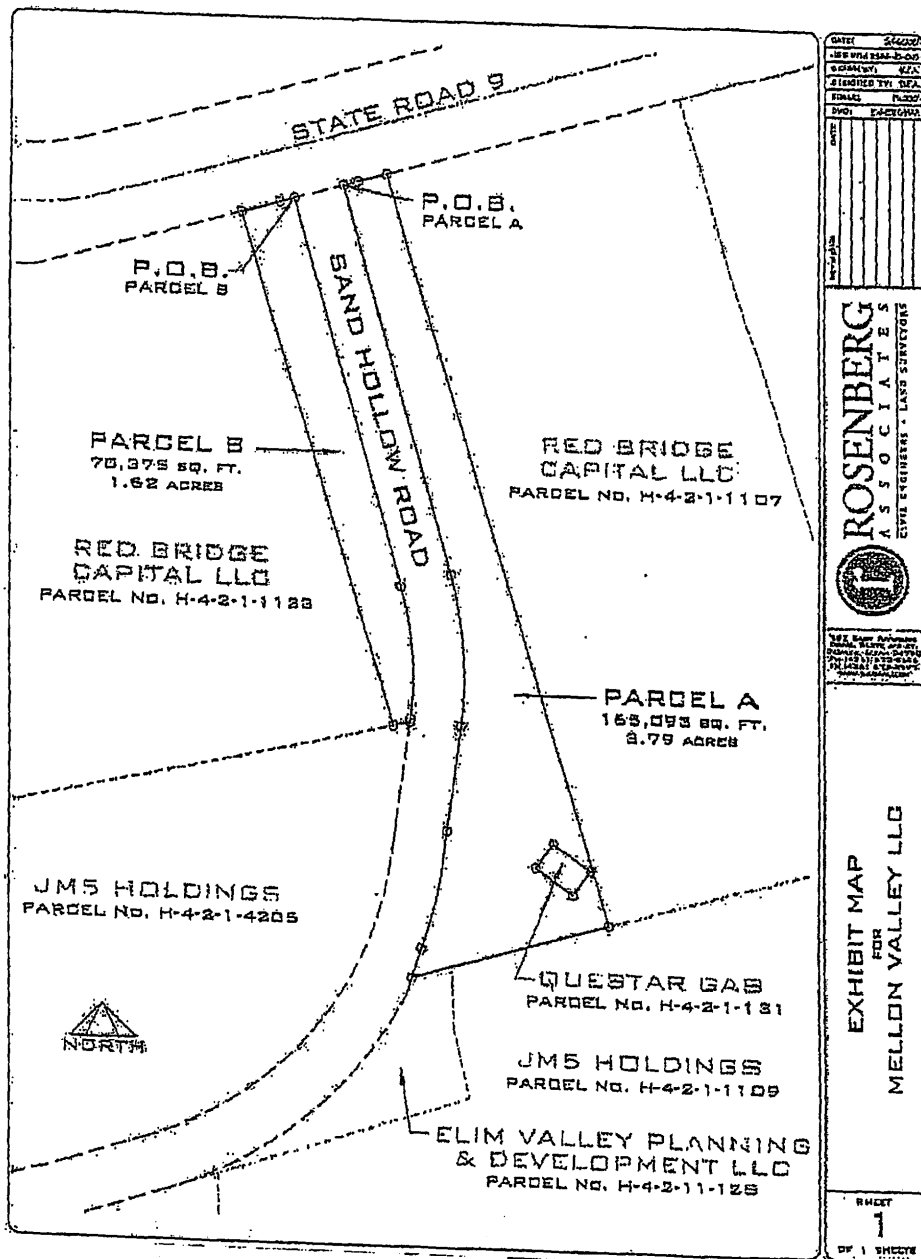 STATE ROAD 9
P.O.B.
PARCEL A
P.O.B.
PARCEL B
SAND HOLLOW ROAD
PARCEL B
70,375 SQ. FT.
1.62 ACRES
RED BRIDGE
CAPITAL LLC
PARCEL NO. H-4-2-1-1107
RED BRIDGE
CAPITAL LLC
PARCEL NO. H-4-2-1-1133
PARCEL A
165,093 SQ. FT.
3.79 ACRES
JM5 HOLDINGS
PARCEL NO. H-4-2-1-4205
QUESTAR GAS
PARCEL NO. H-4-2-1-131
NORTH
JM5 HOLDINGS
PARCEL NO. H-4-2-1-1109
ELIM VALLEY PLANNING
& DEVELOPMENT LLC
PARCEL NO. H-4-2-11-128
DATE
ROSENBERG
ASSOCIATES
CIVIL ENGINEERS • LAND SURVEYORS
EXHIBIT MAP
FOR
MELLON VALLEY LLC
SHEET
1
OF 1 SHEETS